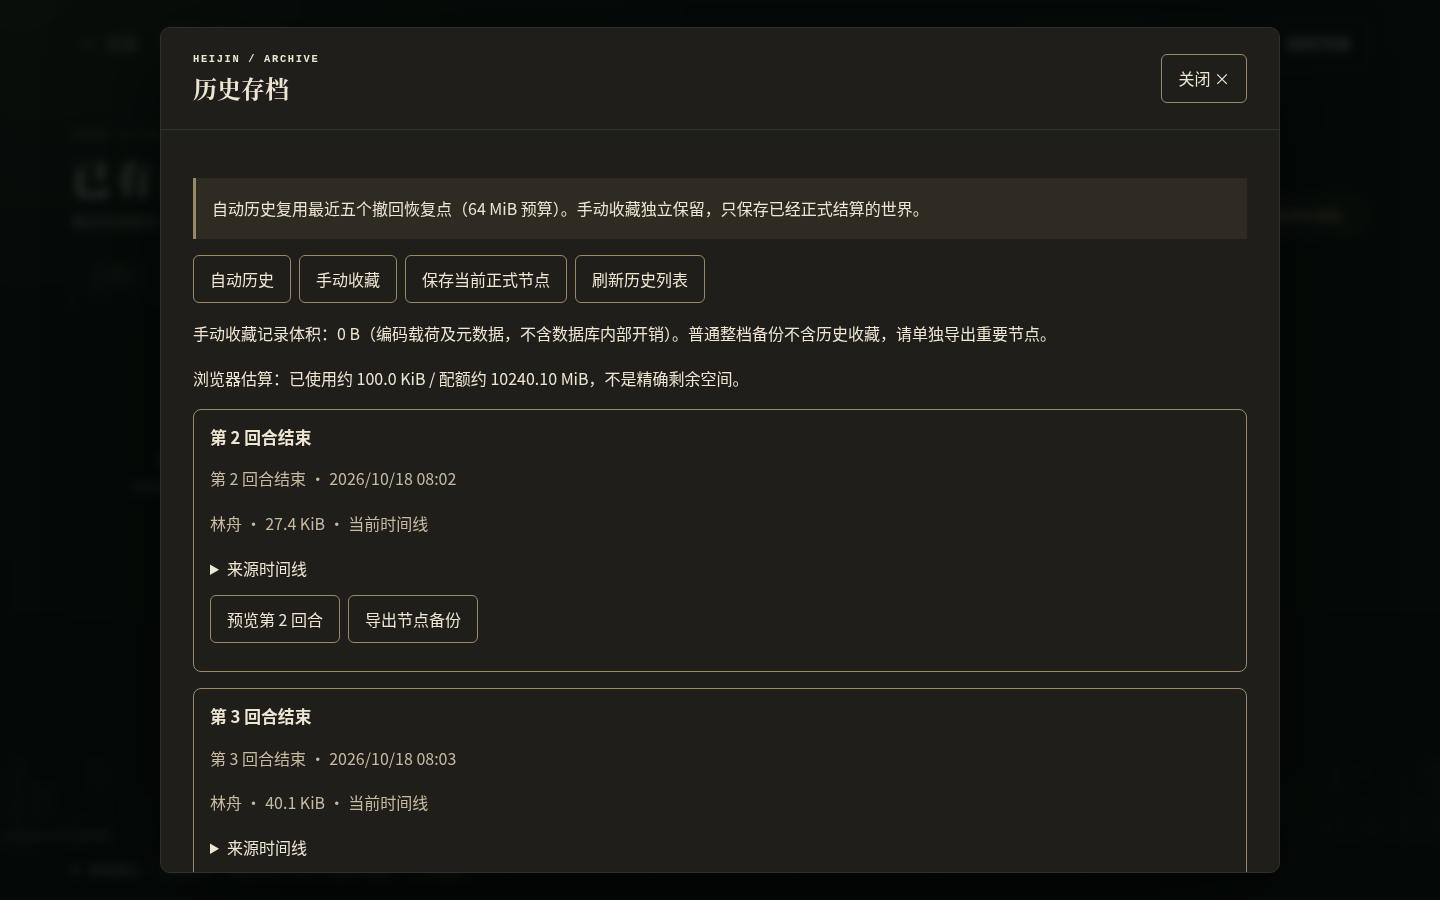 HEIJIN / ARCHIVE
历史存档
关闭 ×
自动历史复用最近五个撤回恢复点（64 MiB 预算）。手动收藏独立保留，只保存已经正式结算的世界。
自动历史
手动收藏
保存当前正式节点
刷新历史列表
手动收藏记录体积：0 B（编码载荷及元数据，不含数据库内部开销）。普通整档备份不含历史收藏，请单独导出重要节点。
浏览器估算：已使用约 100.0 KiB / 配额约 10240.10 MiB，不是精确剩余空间。
第 2 回合结束
第 2 回合结束 · 2026/10/18 08:02
林舟 · 27.4 KiB · 当前时间线
▶ 来源时间线
预览第 2 回合
导出节点备份
第 3 回合结束
第 3 回合结束 · 2026/10/18 08:03
林舟 · 40.1 KiB · 当前时间线
▶ 来源时间线
已有